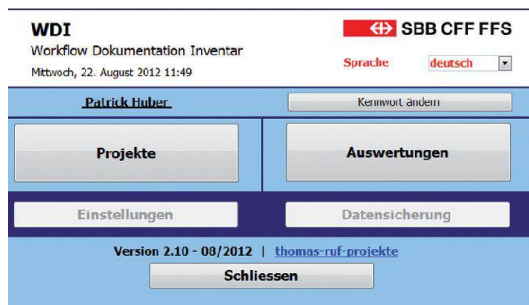 WDI
SBB CFF FFS
Workflow Dokumentation Inventar
Mittwoch, 22. August 2012 11:49
Sprache deutsch
Patrick Huber
Kennwort ändern
Projekte
Auswertungen
Einstellungen
Datensicherung
Version 2.10 - 08/2012 | thomas-ruf-projekte
Schliessen